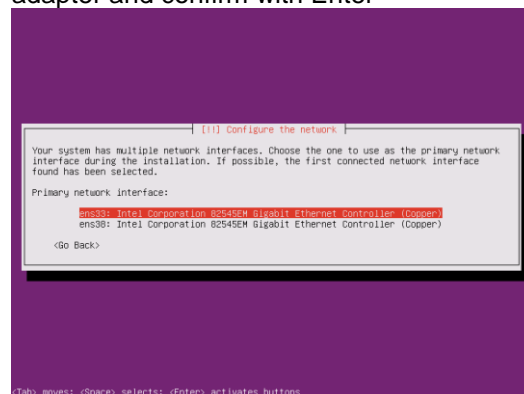 adapter and confirm with Enter
[!!] Configure the network
Your system has multiple network interfaces. Choose the one to use as the primary network
interface during the installation. If possible, the first connected network interface
found has been selected.
Primary network interface:
ens33: Intel Corporation 82545EM Gigabit Ethernet Controller (Copper)
ens38: Intel Corporation 82545EM Gigabit Ethernet Controller (Copper)
<Go Back>
<Tab> moves; <Space> selects; <Enter> activates buttons